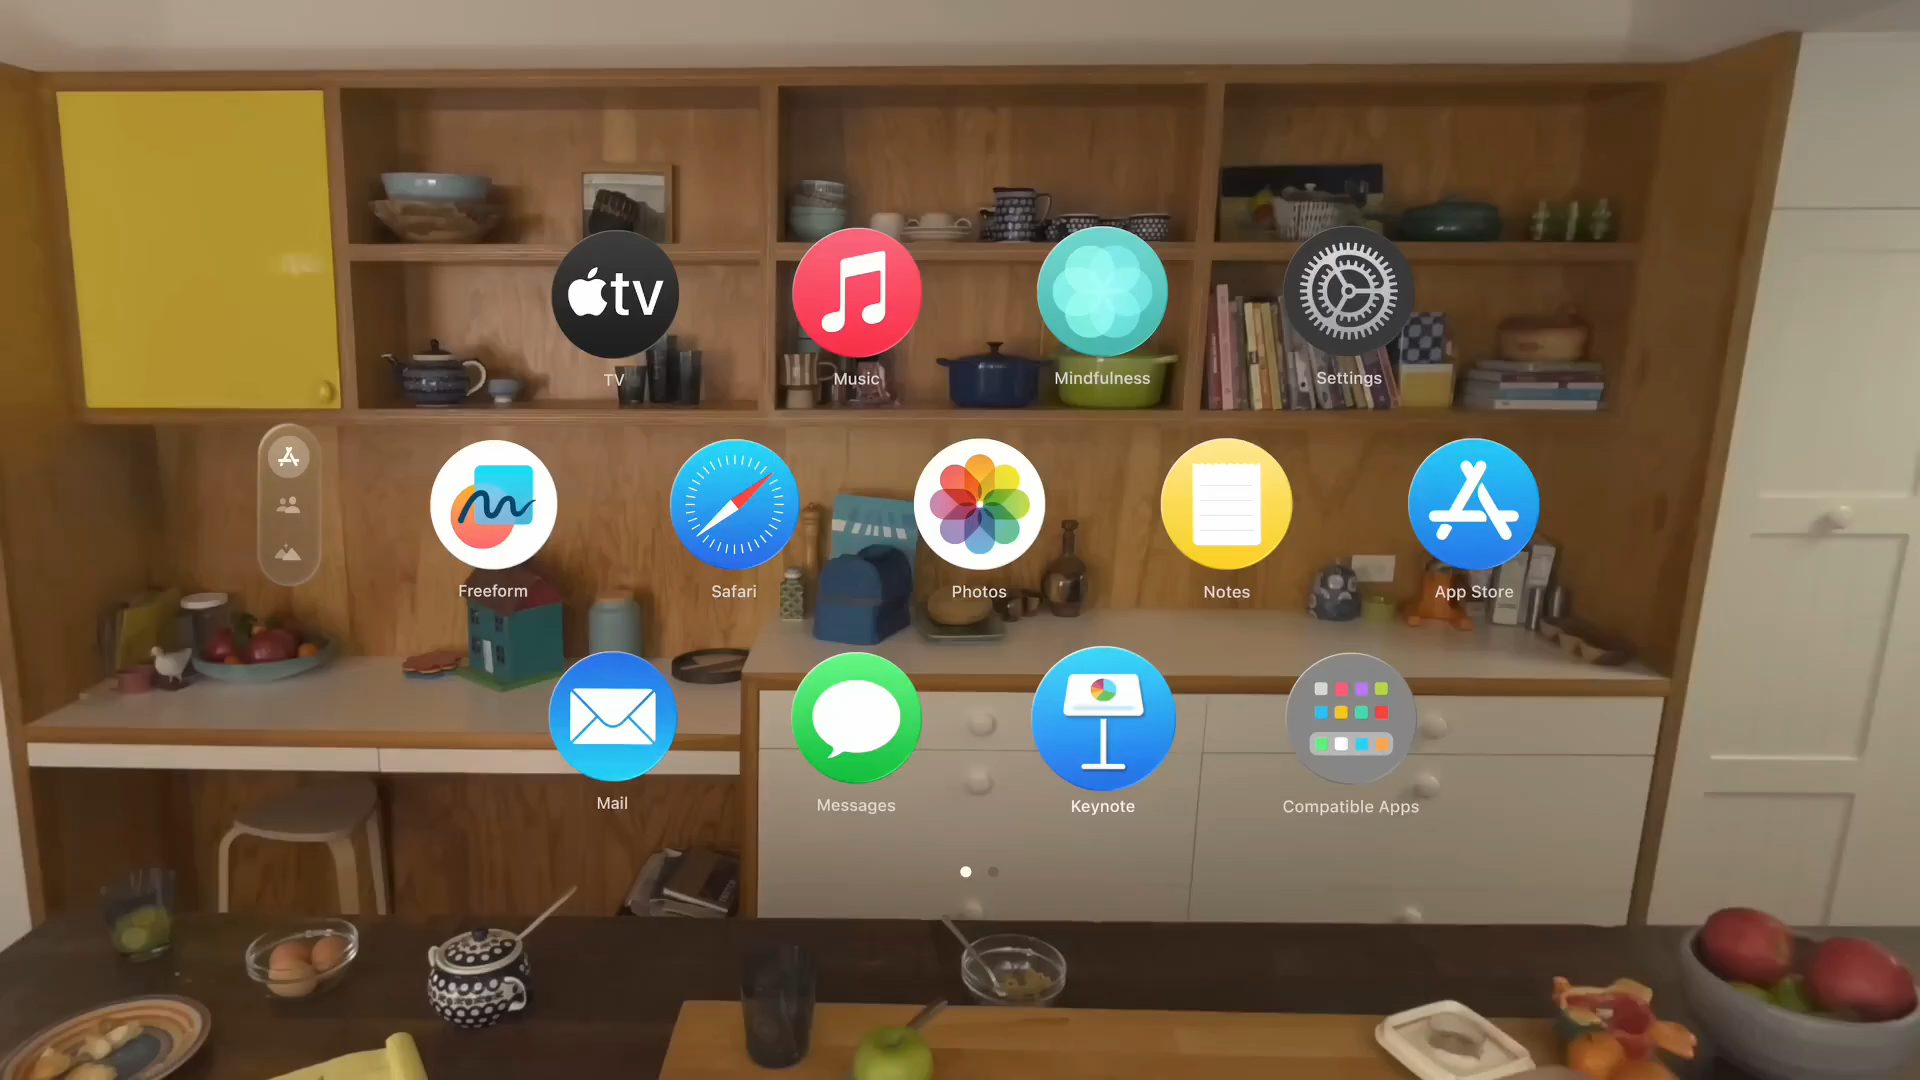 tv
TV
Music
Mindfulness
Settings
Freeform
Safari
Photos
Notes
App Store
Mail
Messages
Keynote
Compatible Apps